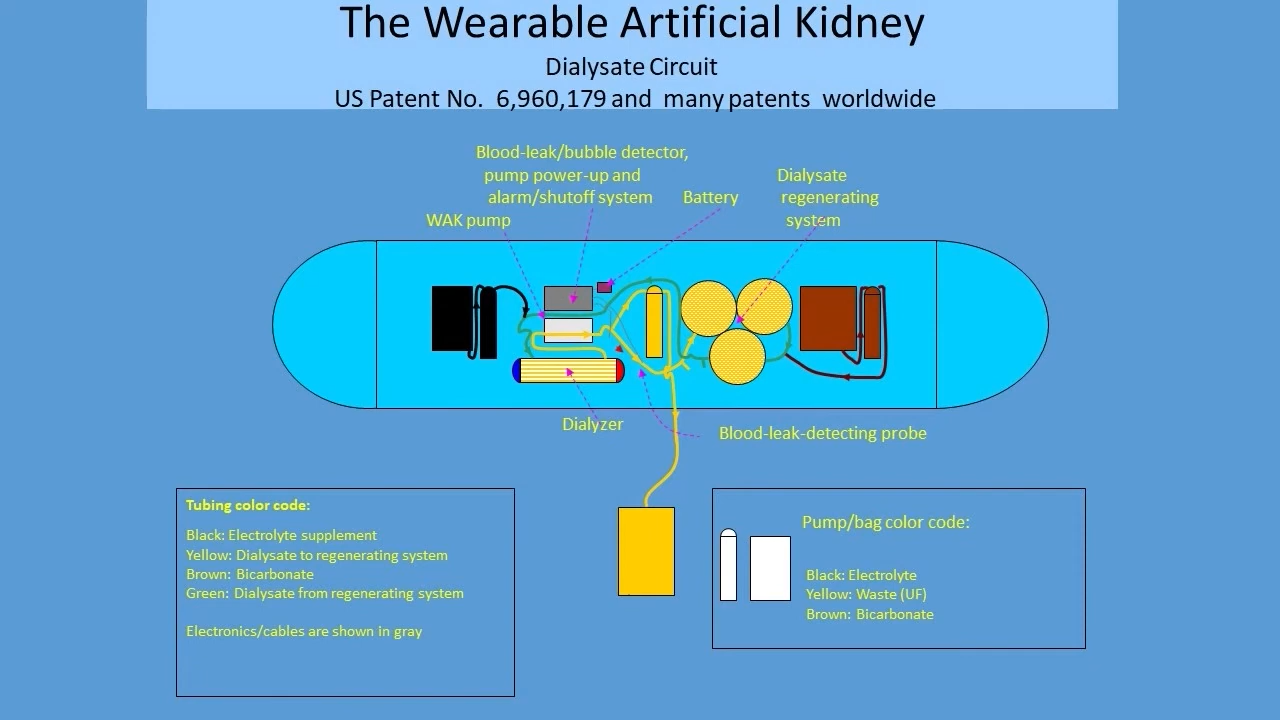 The Wearable Artificial Kidney
Dialysate Circuit
US Patent No. 6,960,179 and many patents worldwide
Blood-leak/bubble detector,
pump power-up and
alarm/shutoff system
WAK pump
Battery
Dialysate
regenerating
system
Dialyzer
Blood-leak-detecting probe
Tubing color code:
Black: Electrolyte supplement
Yellow: Dialysate to regenerating system
Brown: Bicarbonate
Green: Dialysate from regenerating system
Electronics/cables are shown in gray
Pump/bag color code:
Black: Electrolyte
Yellow: Waste (UF)
Brown: Bicarbonate